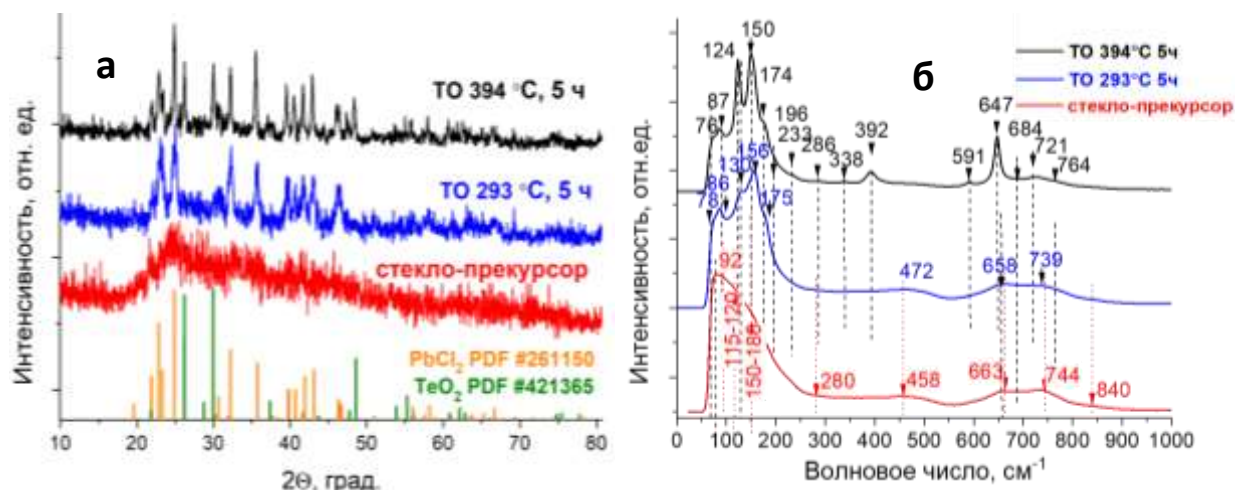 а
Интенсивность, отн. ед.
ТО 394 °С, 5 ч
ТО 293 °С, 5 ч
стекло-прекурсор
PbCl2 PDF #261150
TeO2 PDF #421365
10 20 30 40 50 60 70 80
2Θ, град.
б
Интенсивность, отн.ед.
ТО 394°С 5ч
ТО 293°С 5ч
стекло-прекурсор
150
124
174
87
76
196
233
286
338
392
591
647
684
721
764
130
156
86
78
175
472
658
739
92
115-120
280
458
663
744
840
0 100 200 300 400 500 600 700 800 900 1000
Волновое число, см-1